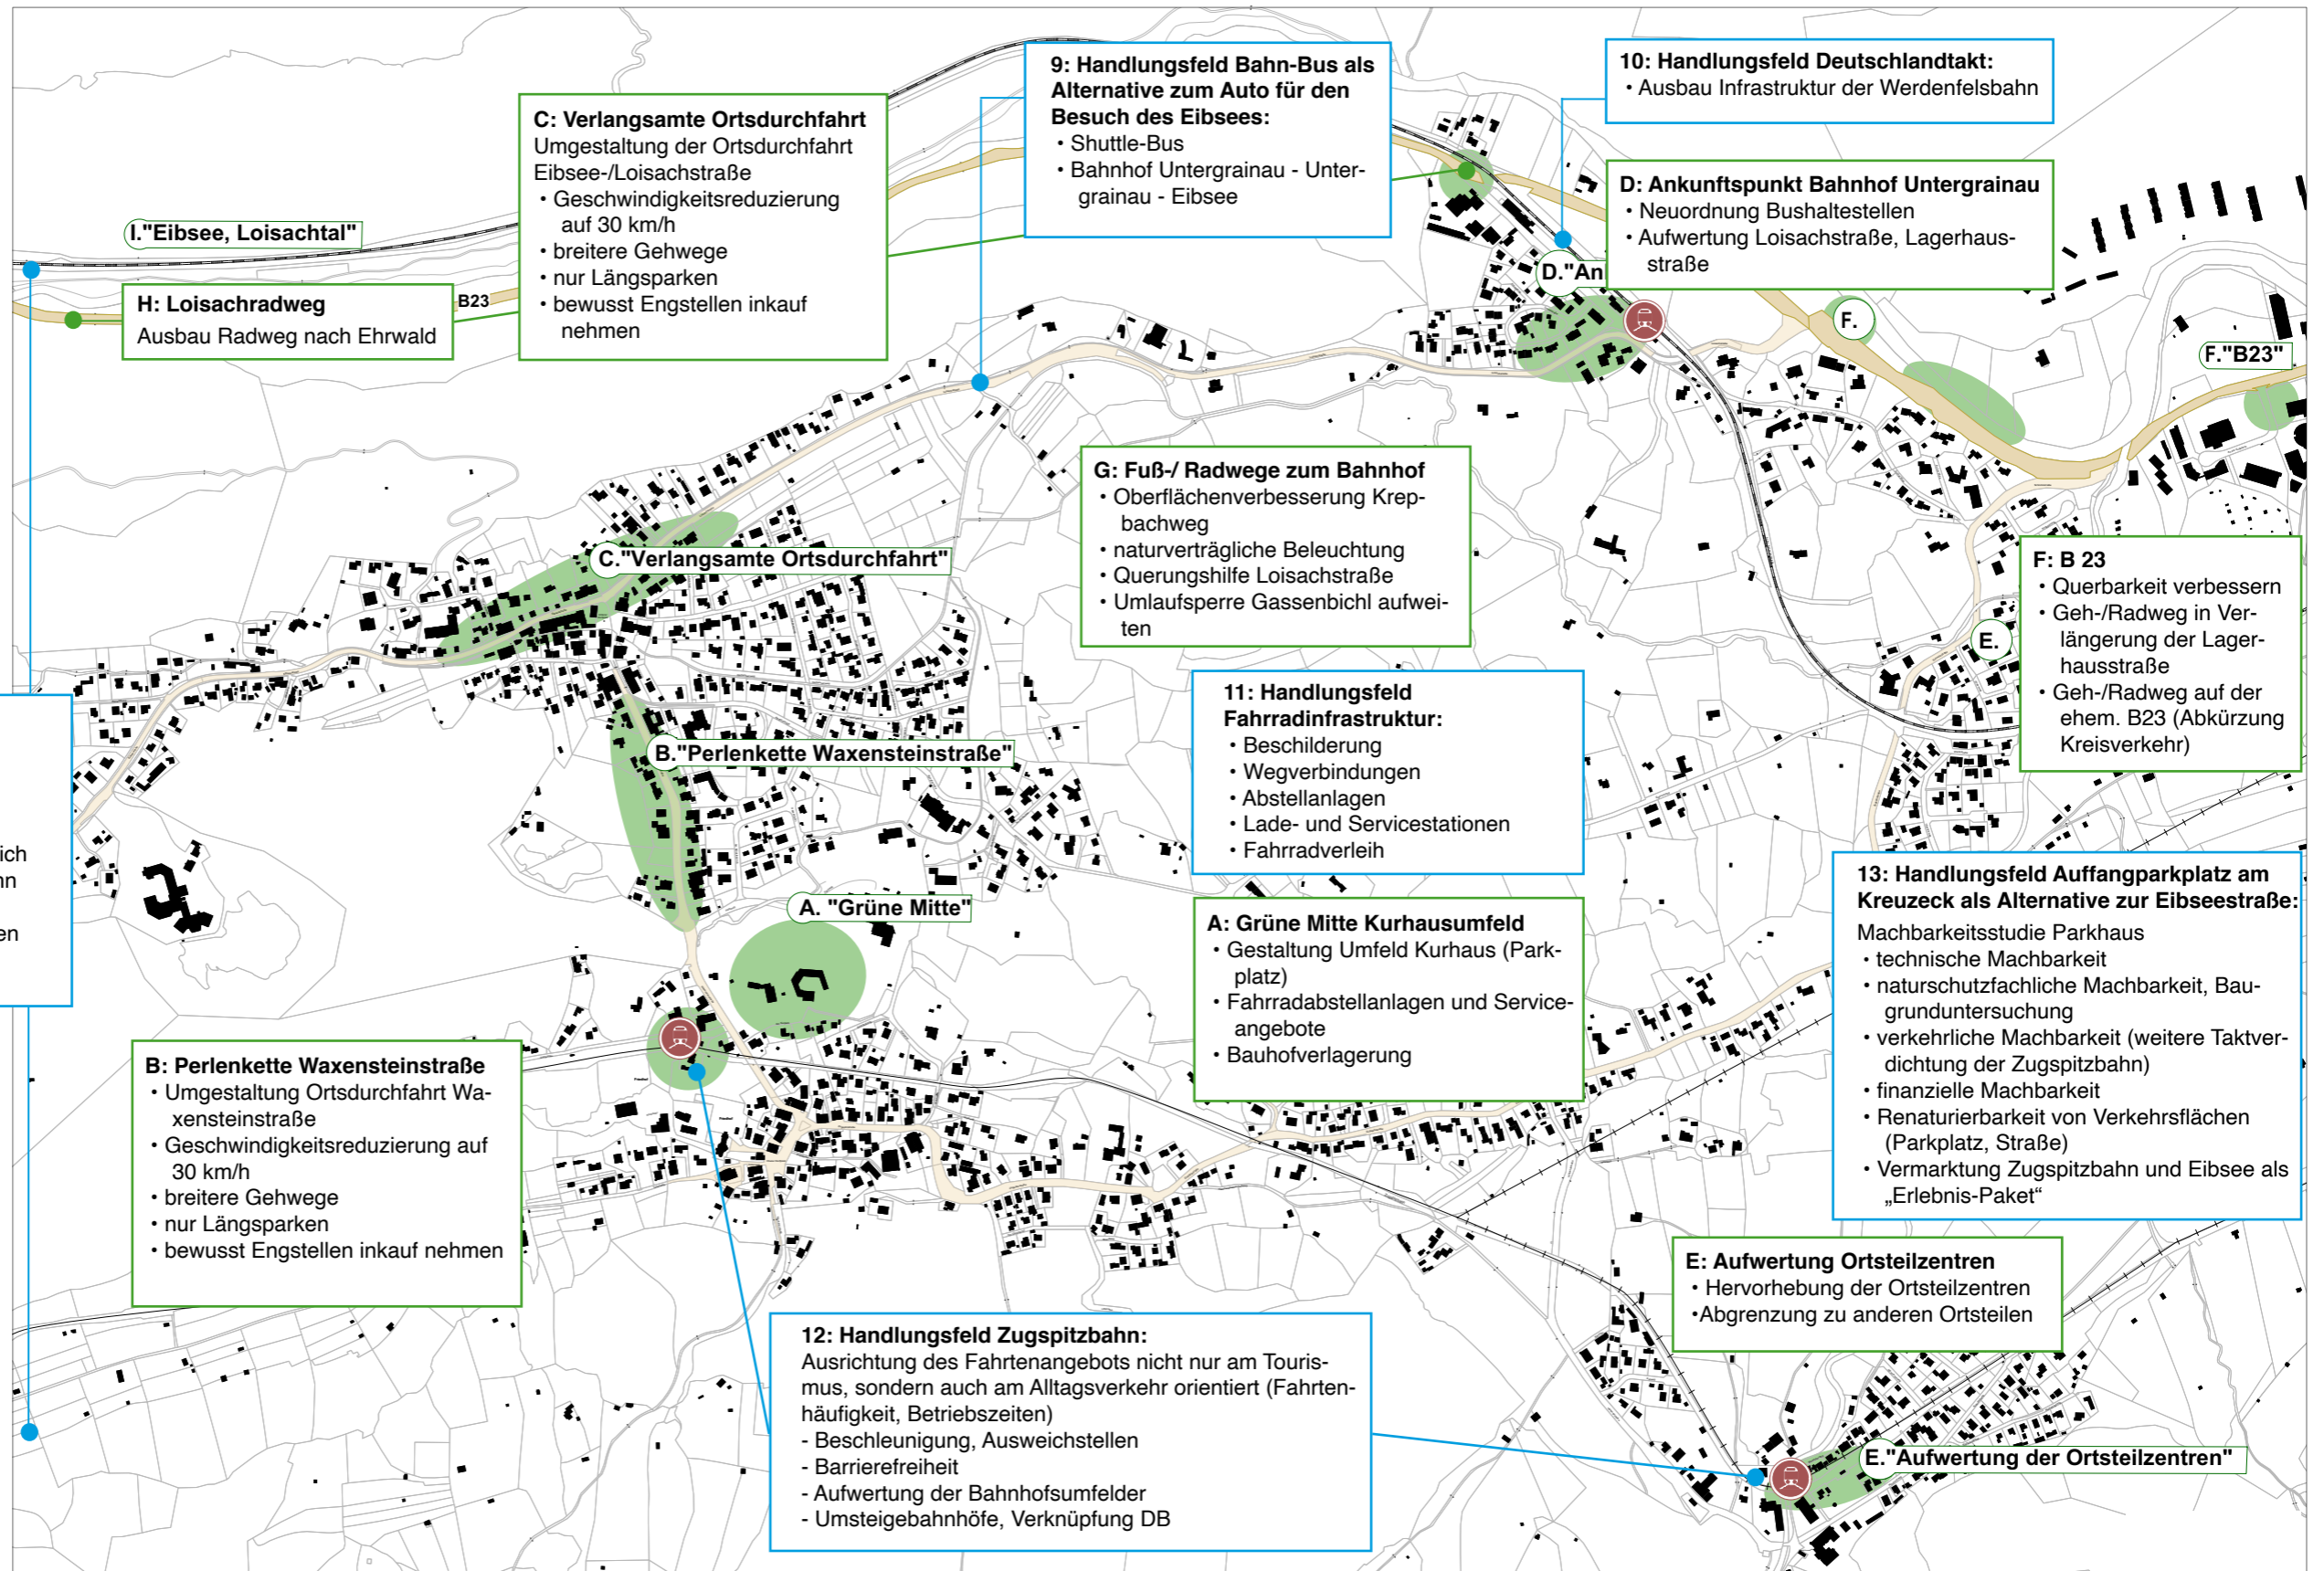 9: Handlungsfeld Bahn-Bus als
Alternative zum Auto für den
Besuch des Eibsees:
• Shuttle-Bus
• Bahnhof Untergrainau - Unter-
grainau - Eibsee
10: Handlungsfeld Deutschlandtakt:
• Ausbau Infrastruktur der Werdenfelsbahn
C: Verlangsamte Ortsdurchfahrt
Umgestaltung der Ortsdurchfahrt
Eibsee-/Loisachstraße
• Geschwindigkeitsreduzierung
auf 30 km/h
• breitere Gehwege
• nur Längsparken
• bewusst Engstellen inkauf
nehmen
D: Ankunftspunkt Bahnhof Untergrainau
• Neuordnung Bushaltestellen
• Aufwertung Loisachstraße, Lagerhaus-
straße
I."Eibsee, Loisachtal"
D."An
H: Loisachradweg
Ausbau Radweg nach Ehrwald
B23
F.
F."B23"
G: Fuß-/ Radwege zum Bahnhof
• Oberflächenverbesserung Krep-
bachweg
• naturverträgliche Beleuchtung
• Querungshilfe Loisachstraße
• Umlaufsperre Gassenbichl aufwei-
ten
C."Verlangsamte Ortsdurchfahrt"
F: B 23
• Querbarkeit verbessern
• Geh-/Radweg in Ver-
längerung der Lager-
hausstraße
• Geh-/Radweg auf der
ehem. B23 (Abkürzung
Kreisverkehr)
E.
11: Handlungsfeld
Fahrradinfrastruktur:
• Beschilderung
• Wegverbindungen
• Abstellanlagen
• Lade- und Servicestationen
• Fahrradverleih
B."Perlenkette Waxensteinstraße"
ich
en
A. "Grüne Mitte"
A: Grüne Mitte Kurhausumfeld
• Gestaltung Umfeld Kurhaus (Park-
platz)
• Fahrradabstellanlagen und Service-
angebote
• Bauhofverlagerung
13: Handlungsfeld Auffangparkplatz am
Kreuzeck als Alternative zur Eibseestraße:
Machbarkeitsstudie Parkhaus
• technische Machbarkeit
• naturschutzfachliche Machbarkeit, Bau-
grunduntersuchung
• verkehrliche Machbarkeit (weitere Taktver-
dichtung der Zugspitzbahn)
• finanzielle Machbarkeit
• Renaturierbarkeit von Verkehrsflächen
(Parkplatz, Straße)
• Vermarktung Zugspitzbahn und Eibsee als
„Erlebnis-Paket“
B: Perlenkette Waxensteinstraße
• Umgestaltung Ortsdurchfahrt Wa-
xensteinstraße
• Geschwindigkeitsreduzierung auf
30 km/h
• breitere Gehwege
• nur Längsparken
• bewusst Engstellen inkauf nehmen
E: Aufwertung Ortsteilzentren
• Hervorhebung der Ortsteilzentren
•Abgrenzung zu anderen Ortsteilen
12: Handlungsfeld Zugspitzbahn:
Ausrichtung des Fahrtenangebots nicht nur am Touris-
mus, sondern auch am Alltagsverkehr orientiert (Fahrten-
häufigkeit, Betriebszeiten)
- Beschleunigung, Ausweichstellen
- Barrierefreiheit
- Aufwertung der Bahnhofsumfelder
- Umsteigebahnhöfe, Verknüpfung DB
E."Aufwertung der Ortsteilzentren"